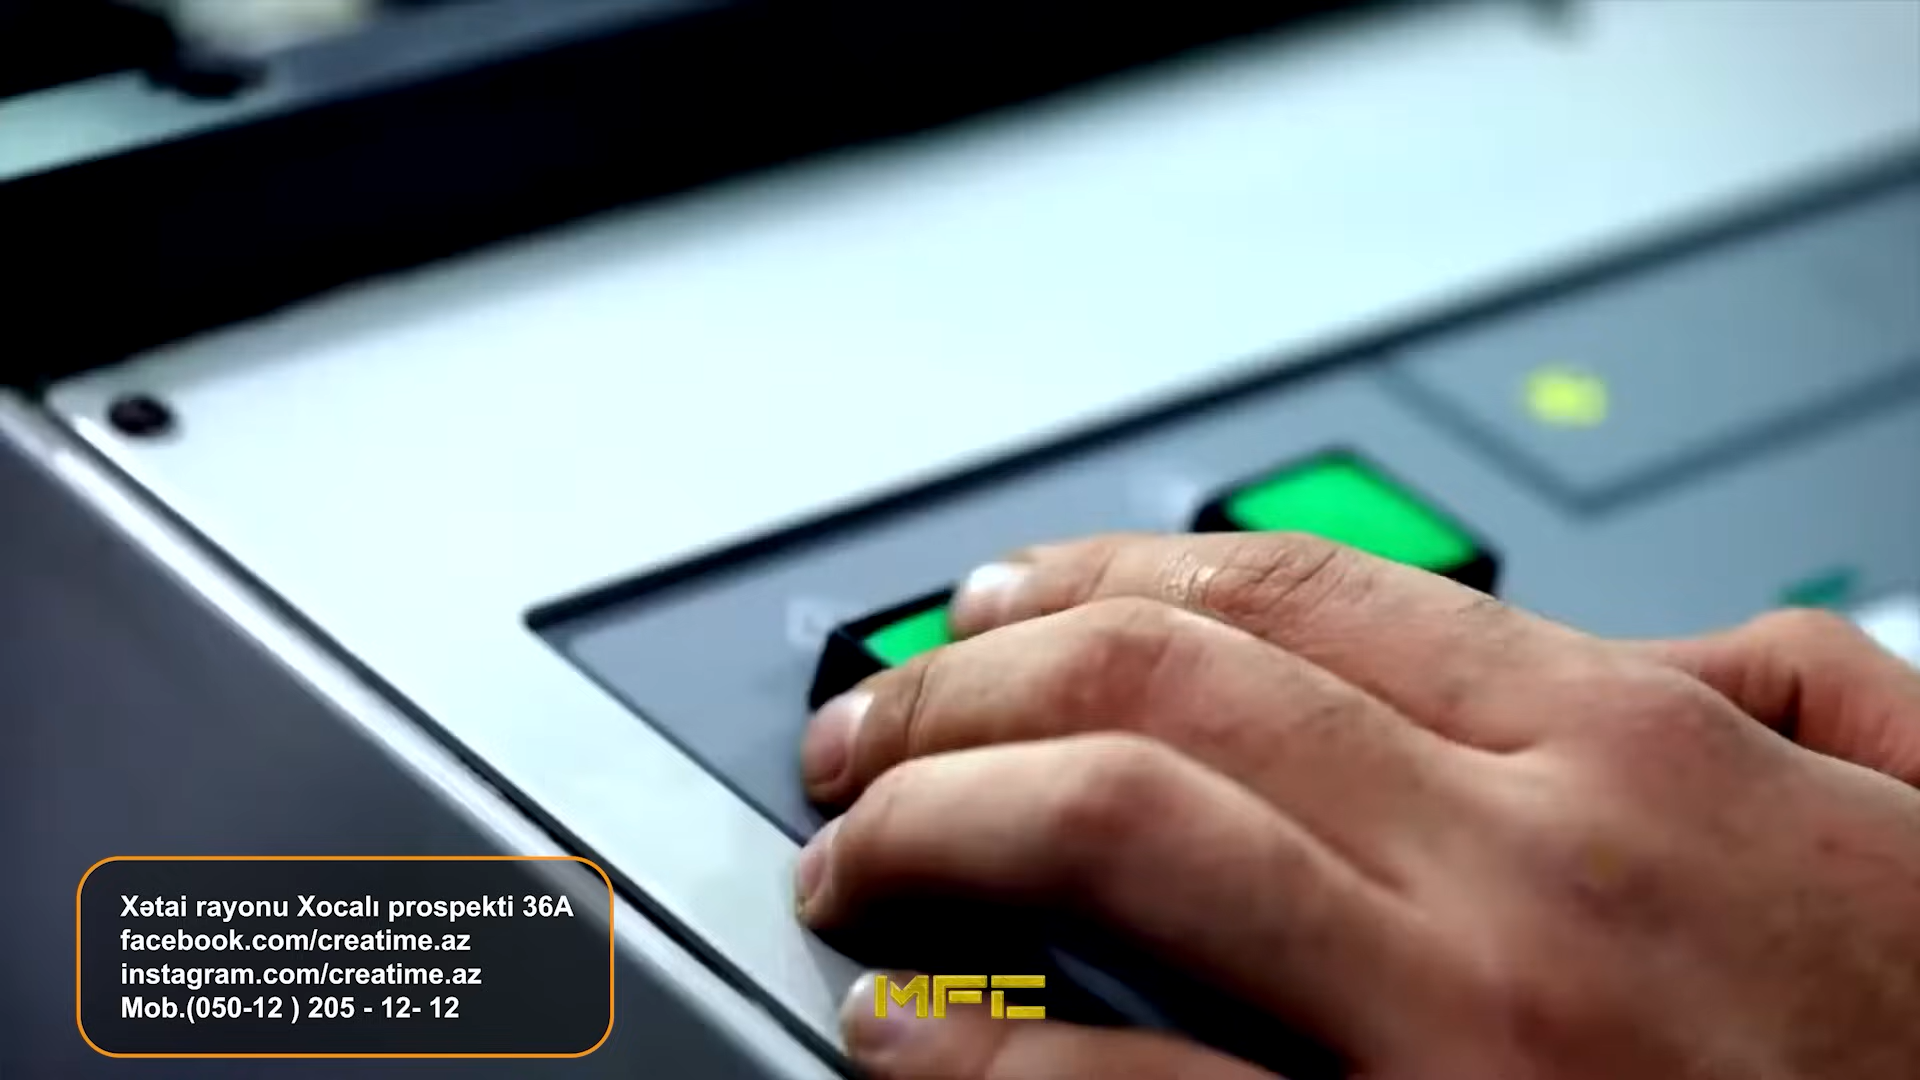 Xətai rayonu Xocalı prospekti 36A
facebook.com/creatime.az
instagram.com/creatime.az
Mob.(050-12 ) 205 - 12- 12
MFC